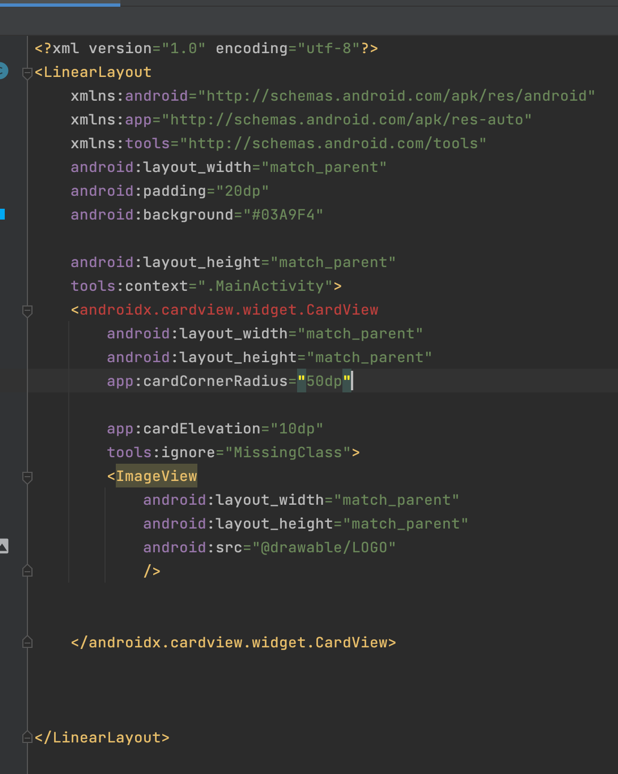 <?xml version="1.0" encoding="utf-8"?>
<LinearLayout
xmlns:android="http://schemas.android.com/apk/res/android"
xmlns:app="http://schemas.android.com/apk/res-auto"
xmlns:tools="http://schemas.android.com/tools"
android:layout_width="match_parent"
android:padding="20dp"
android:background="#03A9F4"
android:layout_height="match_parent"
tools:context=".MainActivity">
<androidx.cardview.widget.CardView
android:layout_width="match_parent"
android:layout_height="match_parent"
app:cardCornerRadius="50dp"
app:cardElevation="10dp"
tools:ignore="MissingClass">
<ImageView
android:layout_width="match_parent"
android:layout_height="match_parent"
android:src="@drawable/LOGO"
/>
</androidx.cardview.widget.CardView>
</LinearLayout>